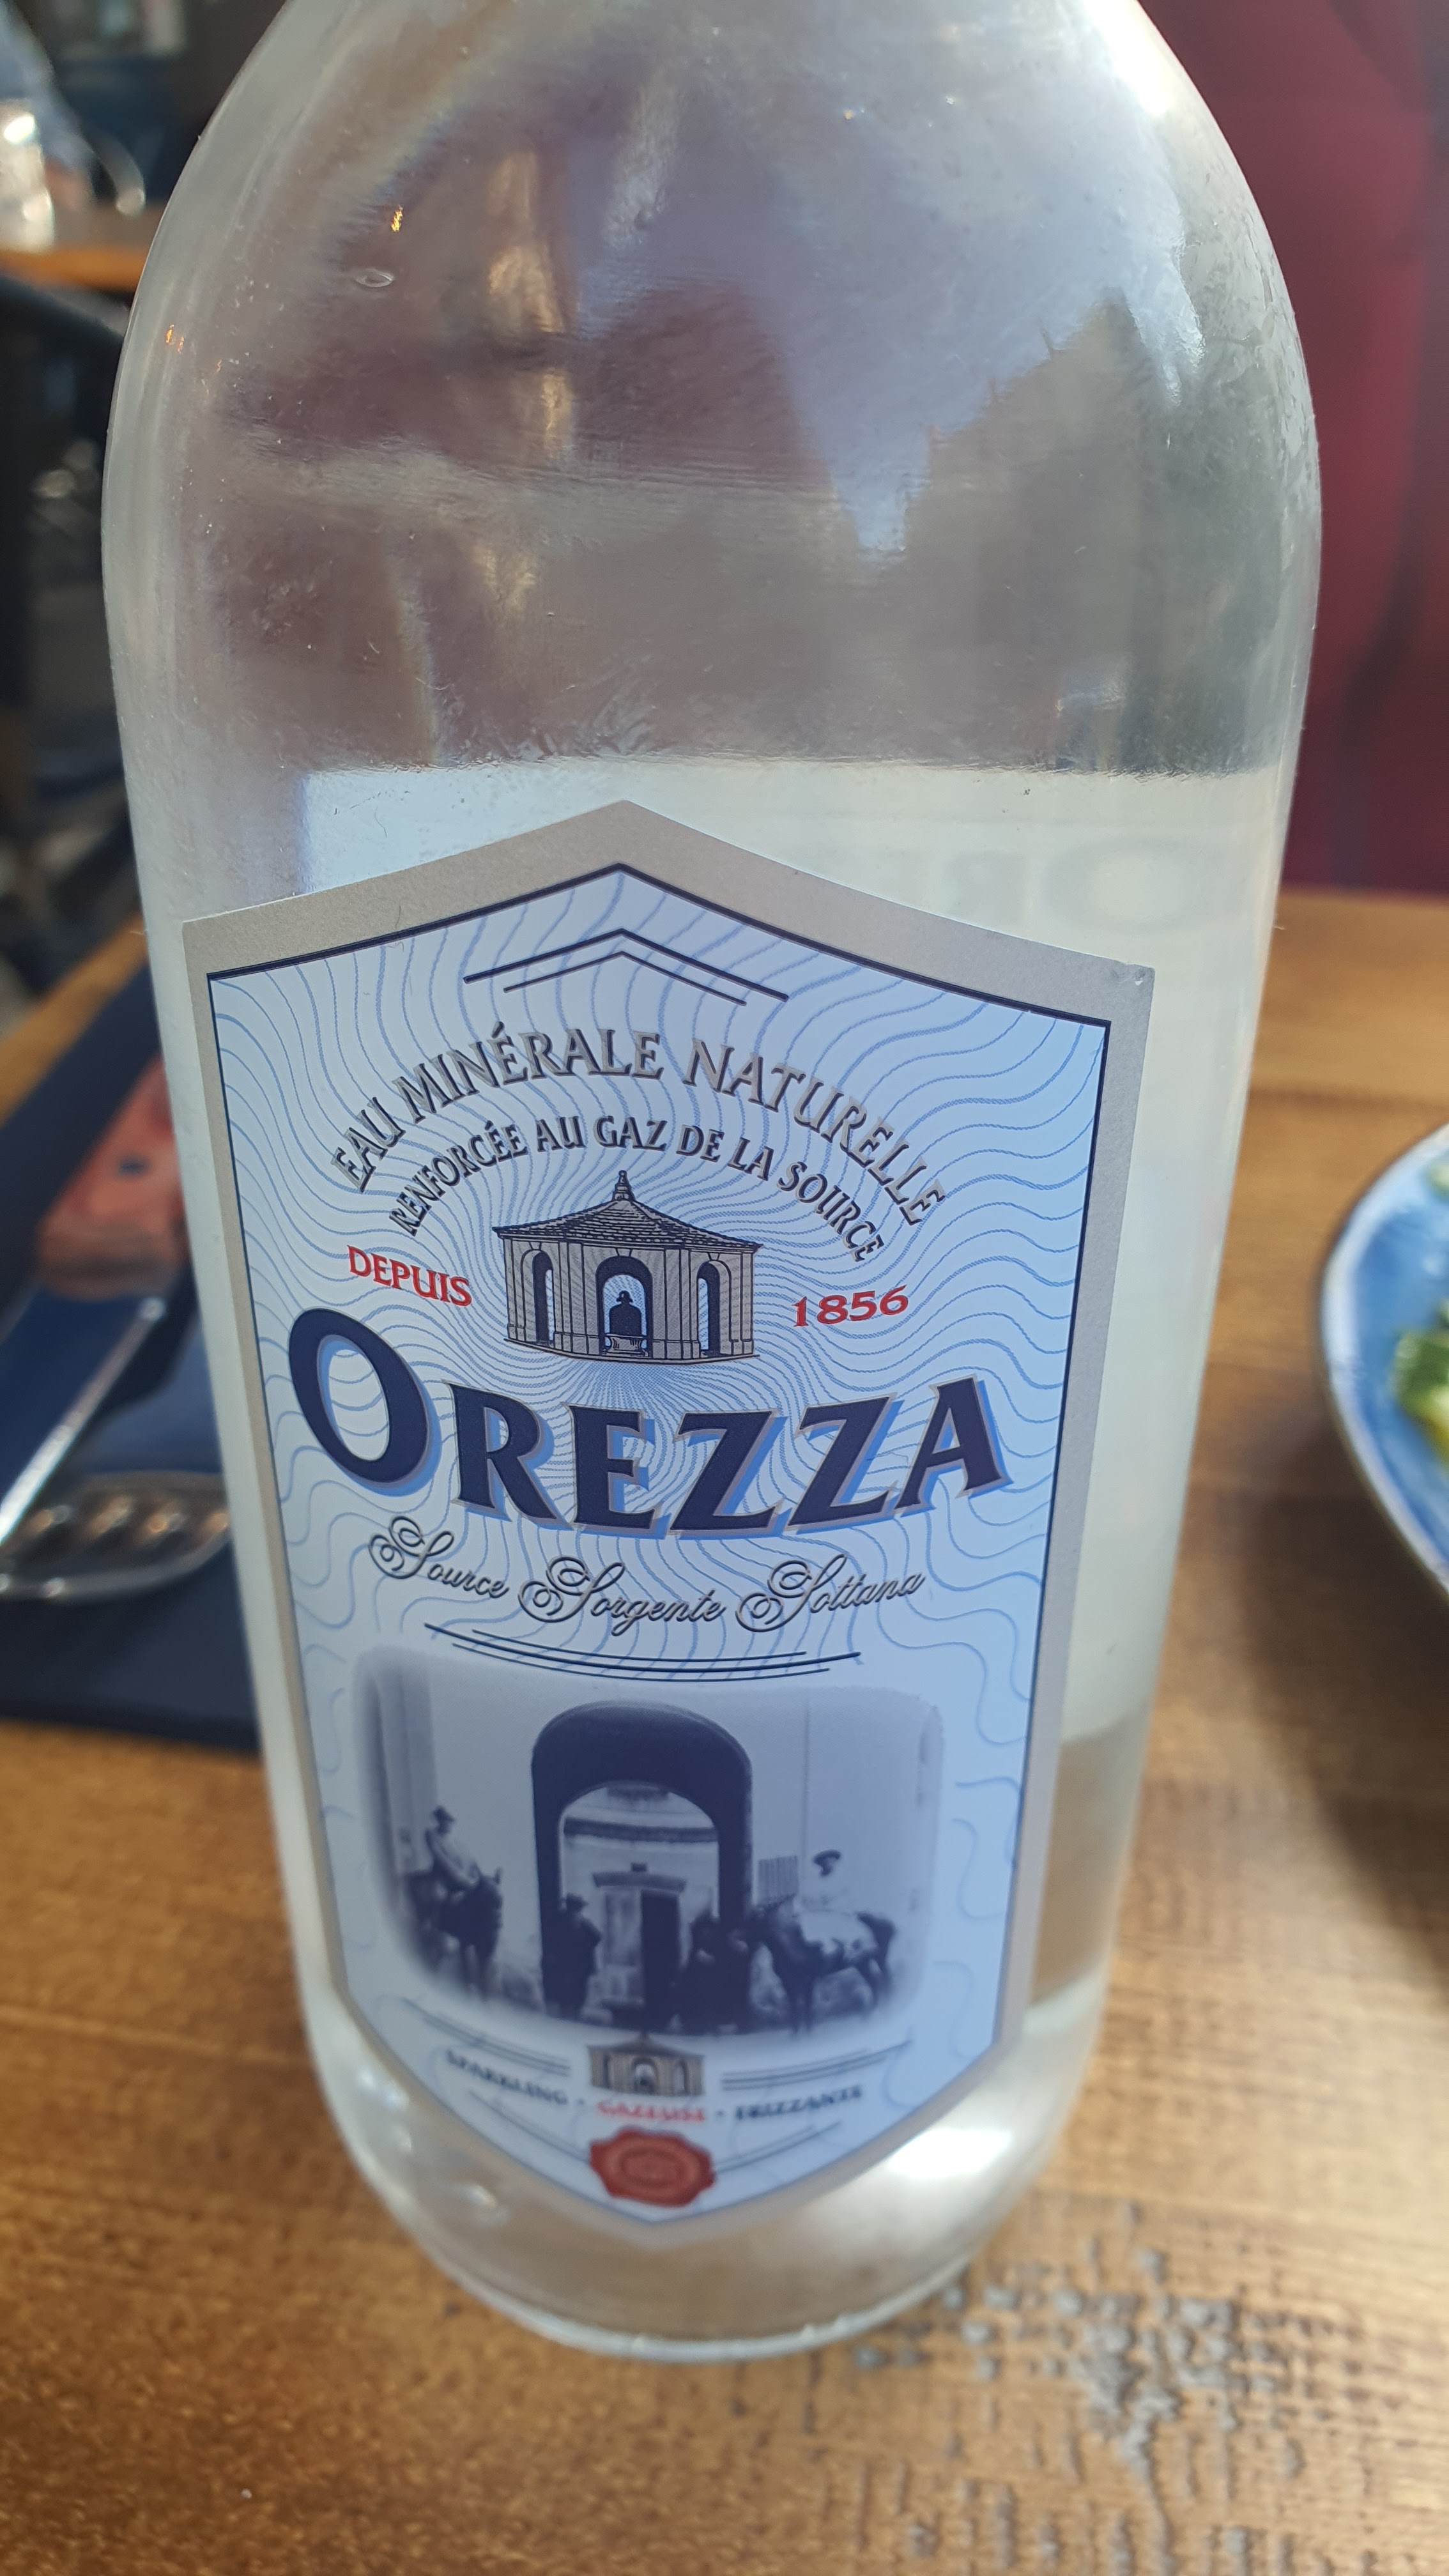 EAU MINÉRALE NATURELLE
RENFORCÉE AU GAZ DE LA SOURCE
DEPUIS 1856
OREZZA
Source Sorgente Sottana
SPARKLING · GAZEUSE · FRIZZANTE